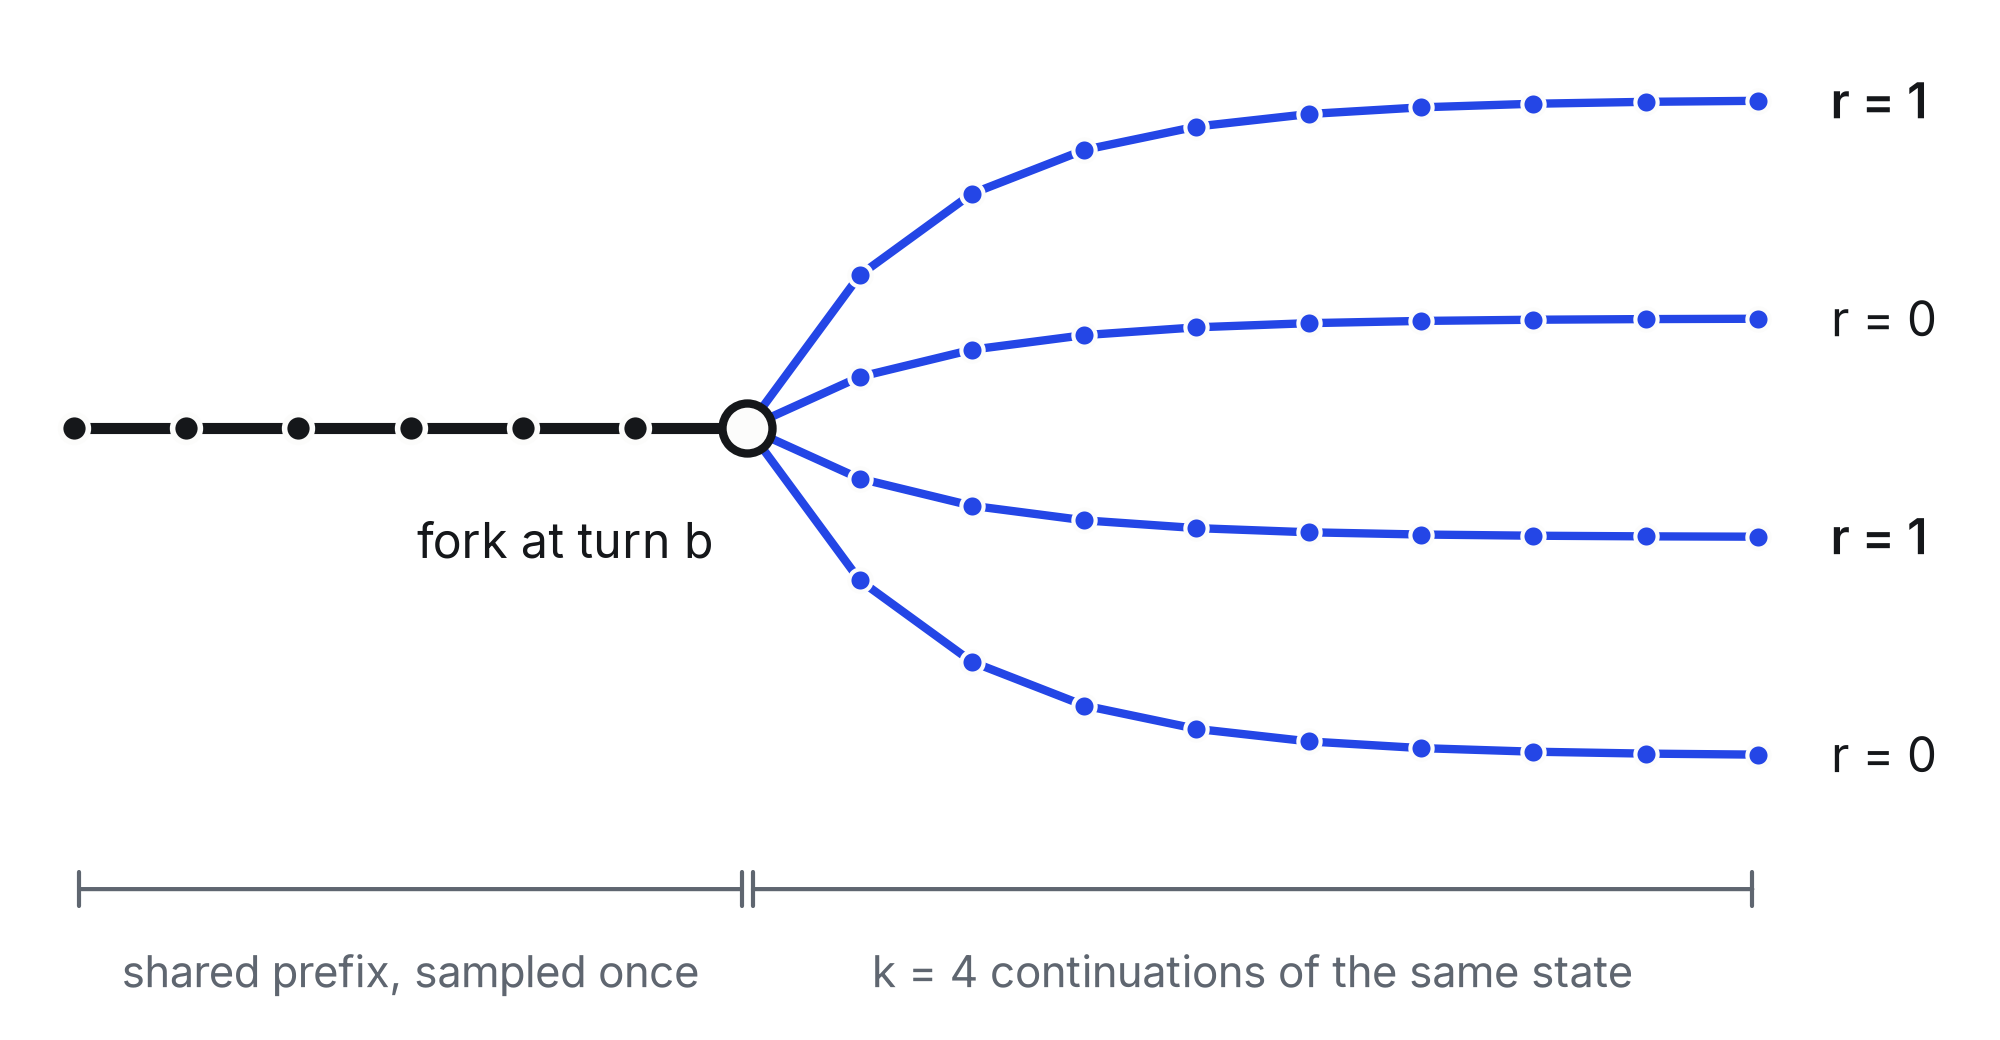 r = 1
r = 0
fork at turn b
r = 1
r = 0
shared prefix, sampled once
k = 4 continuations of the same state